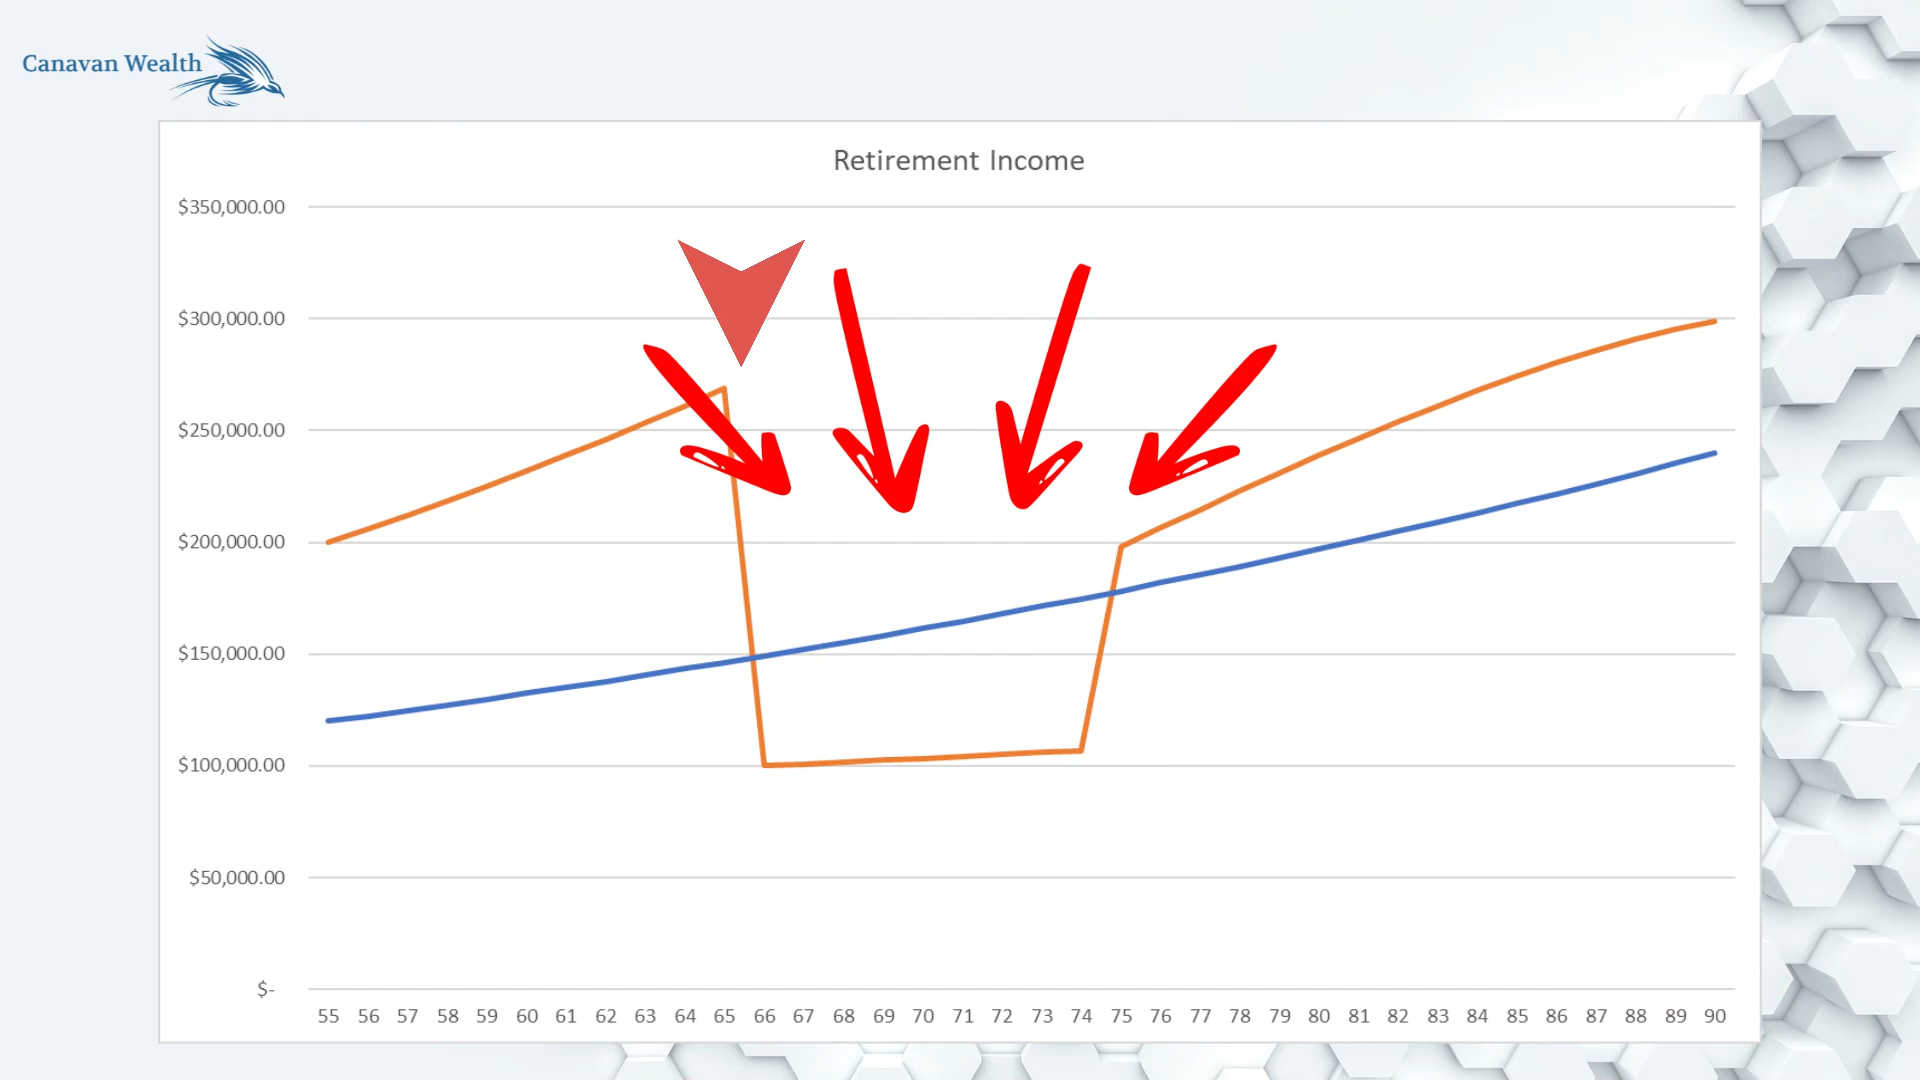 Canavan Wealth
Retirement Income
$350,000.00
$300,000.00
$250,000.00
$200,000.00
$150,000.00
$100,000.00
$50,000.00
$-
55 56 57 58 59 60 61 62 63 64 65 66 67 68 69 70 71 72 73 74 75 76 77 78 79 80 81 82 83 84 85 86 87 88 89 90